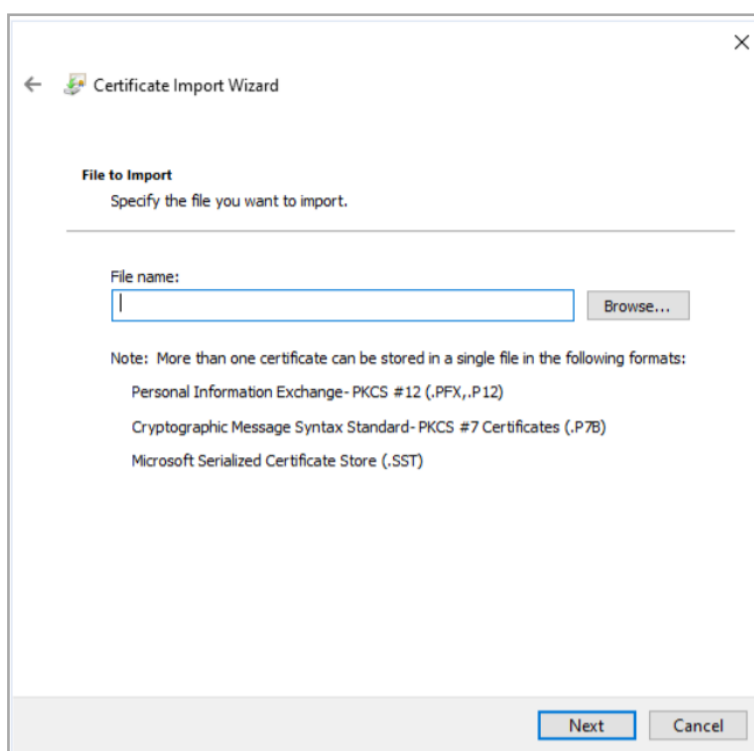 Certificate Import Wizard
File to Import
Specify the file you want to import.
File name:
Browse...
Note: More than one certificate can be stored in a single file in the following formats:
Personal Information Exchange- PKCS #12 (.PFX,.P12)
Cryptographic Message Syntax Standard- PKCS #7 Certificates (.P7B)
Microsoft Serialized Certificate Store (.SST)
Next
Cancel